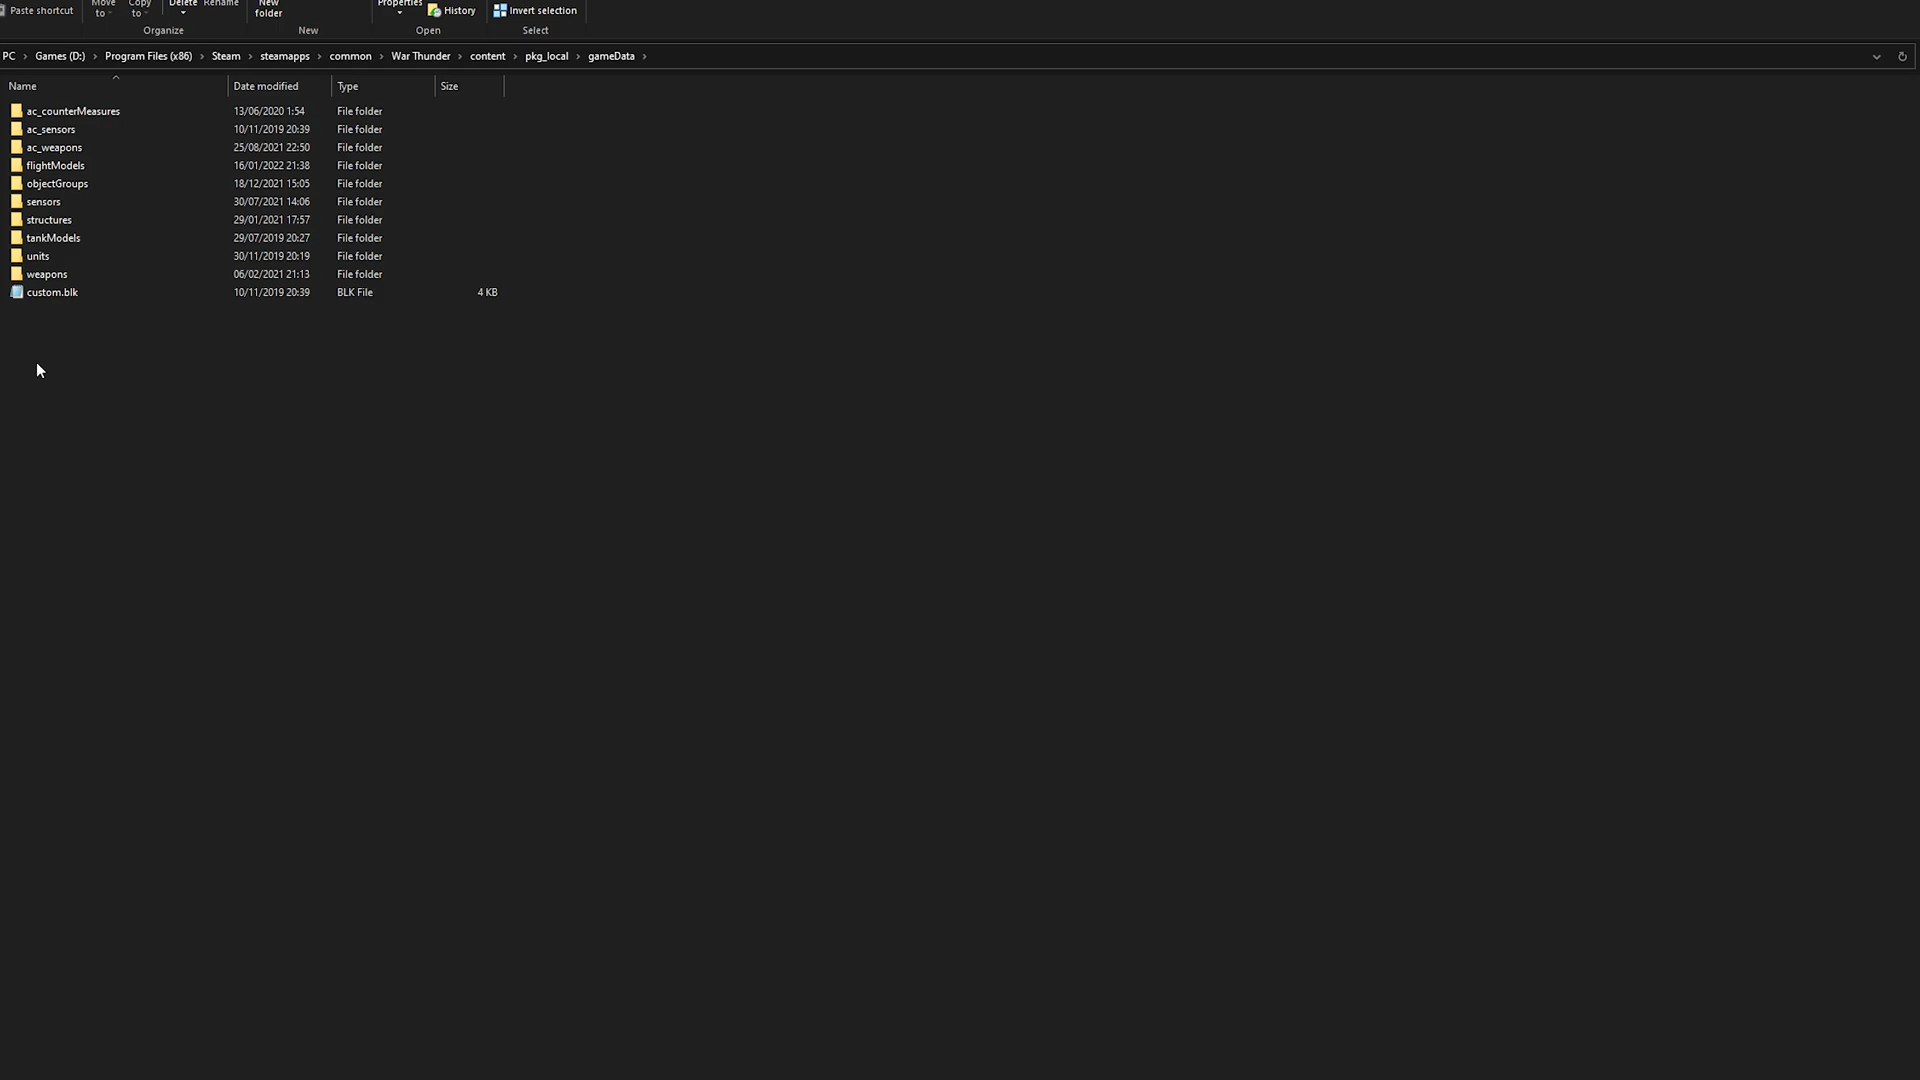 Paste shortcut
Move to
Copy to
Delete
Rename
New folder
Properties
History
Invert selection
Organize
New
Open
Select
PC > Games (D:) > Program Files (x86) > Steam > steamapps > common > War Thunder > content > pkg_local > gameData >
Name Date modified Type Size
ac_counterMeasures 13/06/2020 1:54 File folder
ac_sensors 10/11/2019 20:39 File folder
ac_weapons 25/08/2021 22:50 File folder
flightModels 16/01/2022 21:38 File folder
objectGroups 18/12/2021 15:05 File folder
sensors 30/07/2021 14:06 File folder
structures 29/01/2021 17:57 File folder
tankModels 29/07/2019 20:27 File folder
units 30/11/2019 20:19 File folder
weapons 06/02/2021 21:13 File folder
custom.blk 10/11/2019 20:39 BLK File 4 KB